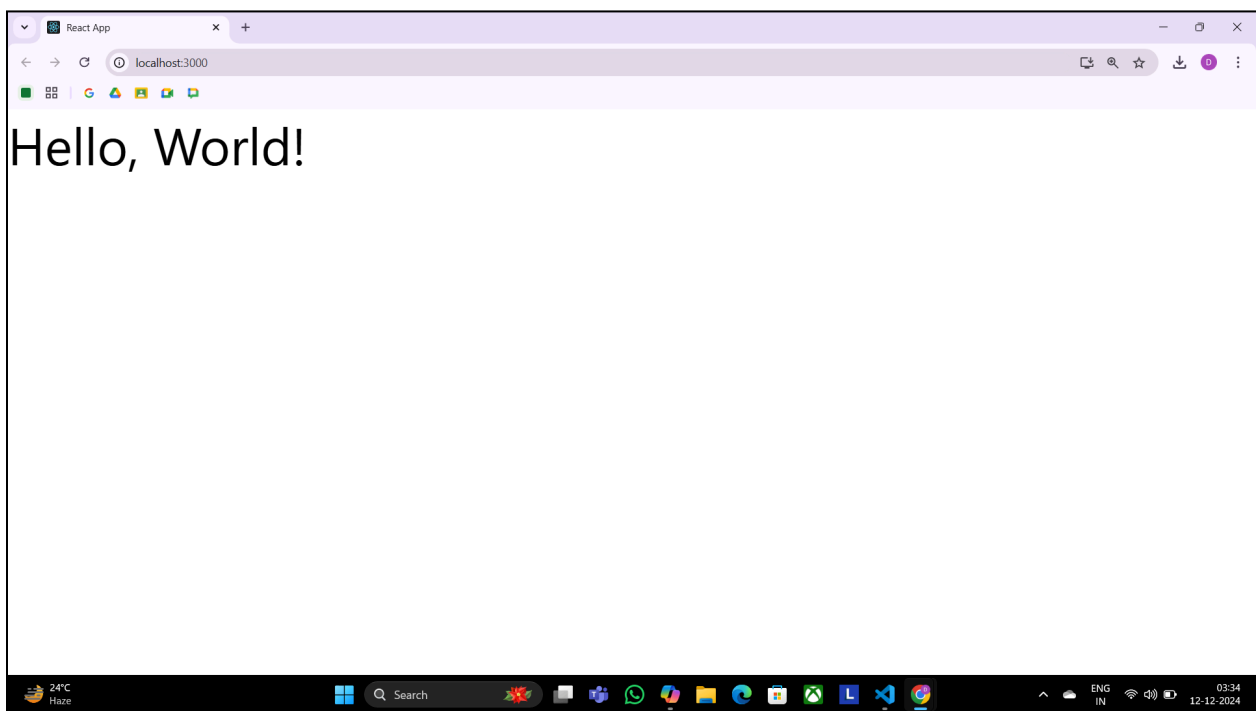 React App
localhost:3000
D
G
Hello, World!
24°C
Haze
Search
L
ENG
IN
03:34
12-12-2024